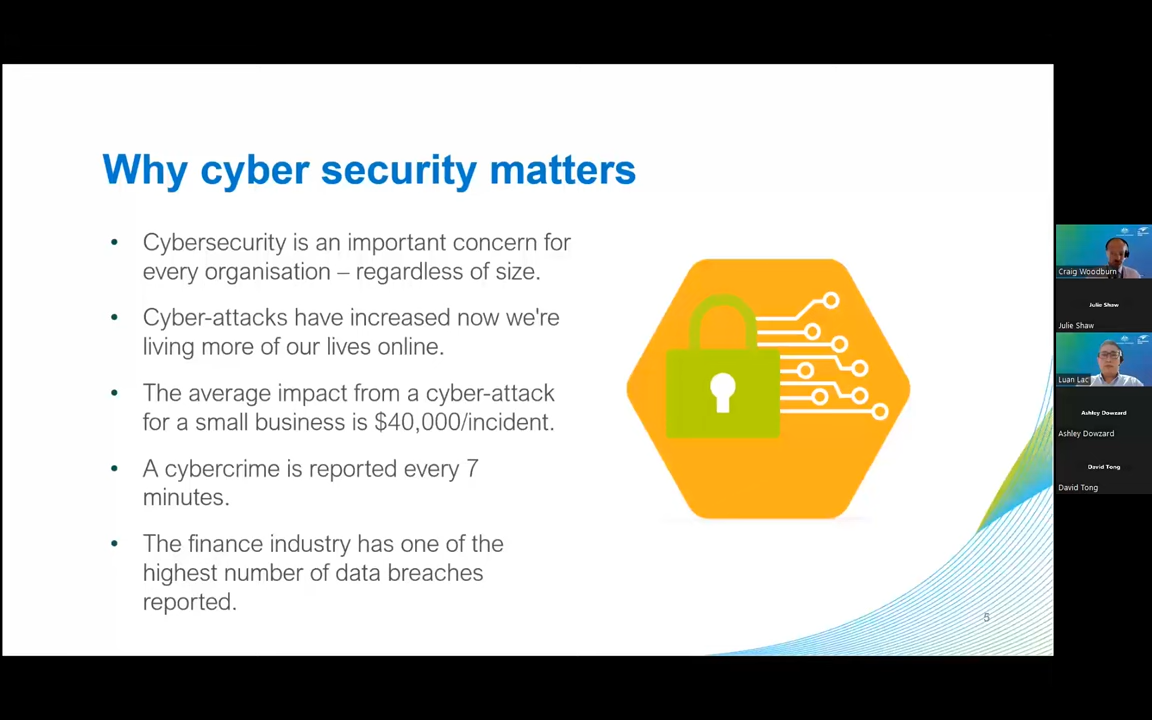 Why cyber security matters
• Cybersecurity is an important concern for
every organisation – regardless of size.
• Cyber-attacks have increased now we're
living more of our lives online.
• The average impact from a cyber-attack
for a small business is $40,000/incident.
• A cybercrime is reported every 7
minutes.
• The finance industry has one of the
highest number of data breaches
reported.
5
Craig Woodburn
Julie Shaw
Julie Shaw
Luan Lac
Ashley Dowzard
Ashley Dowzard
David Tong
David Tong